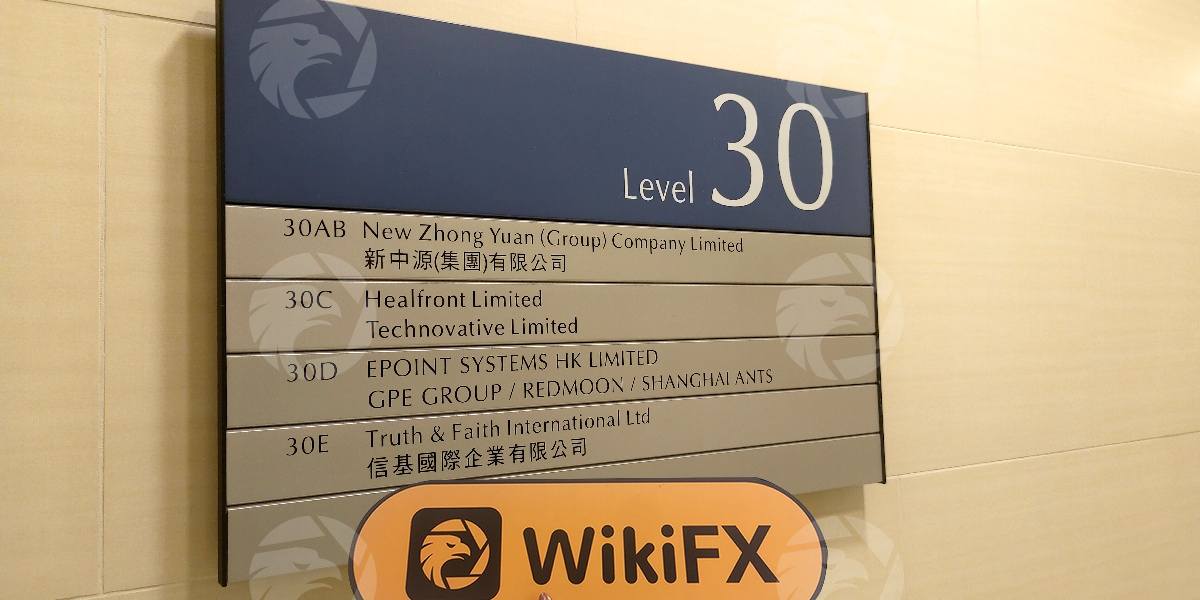 Level 30
30AB New Zhong Yuan (Group) Company Limited
新中源(集團)有限公司
30C Healfront Limited
Technovative Limited
30D EPOINT SYSTEMS HK LIMITED
GPE GROUP / REDMOON / SHANGHAI ANTS
30E Truth & Faith International Ltd
信基國際企業有限公司
WikiFX